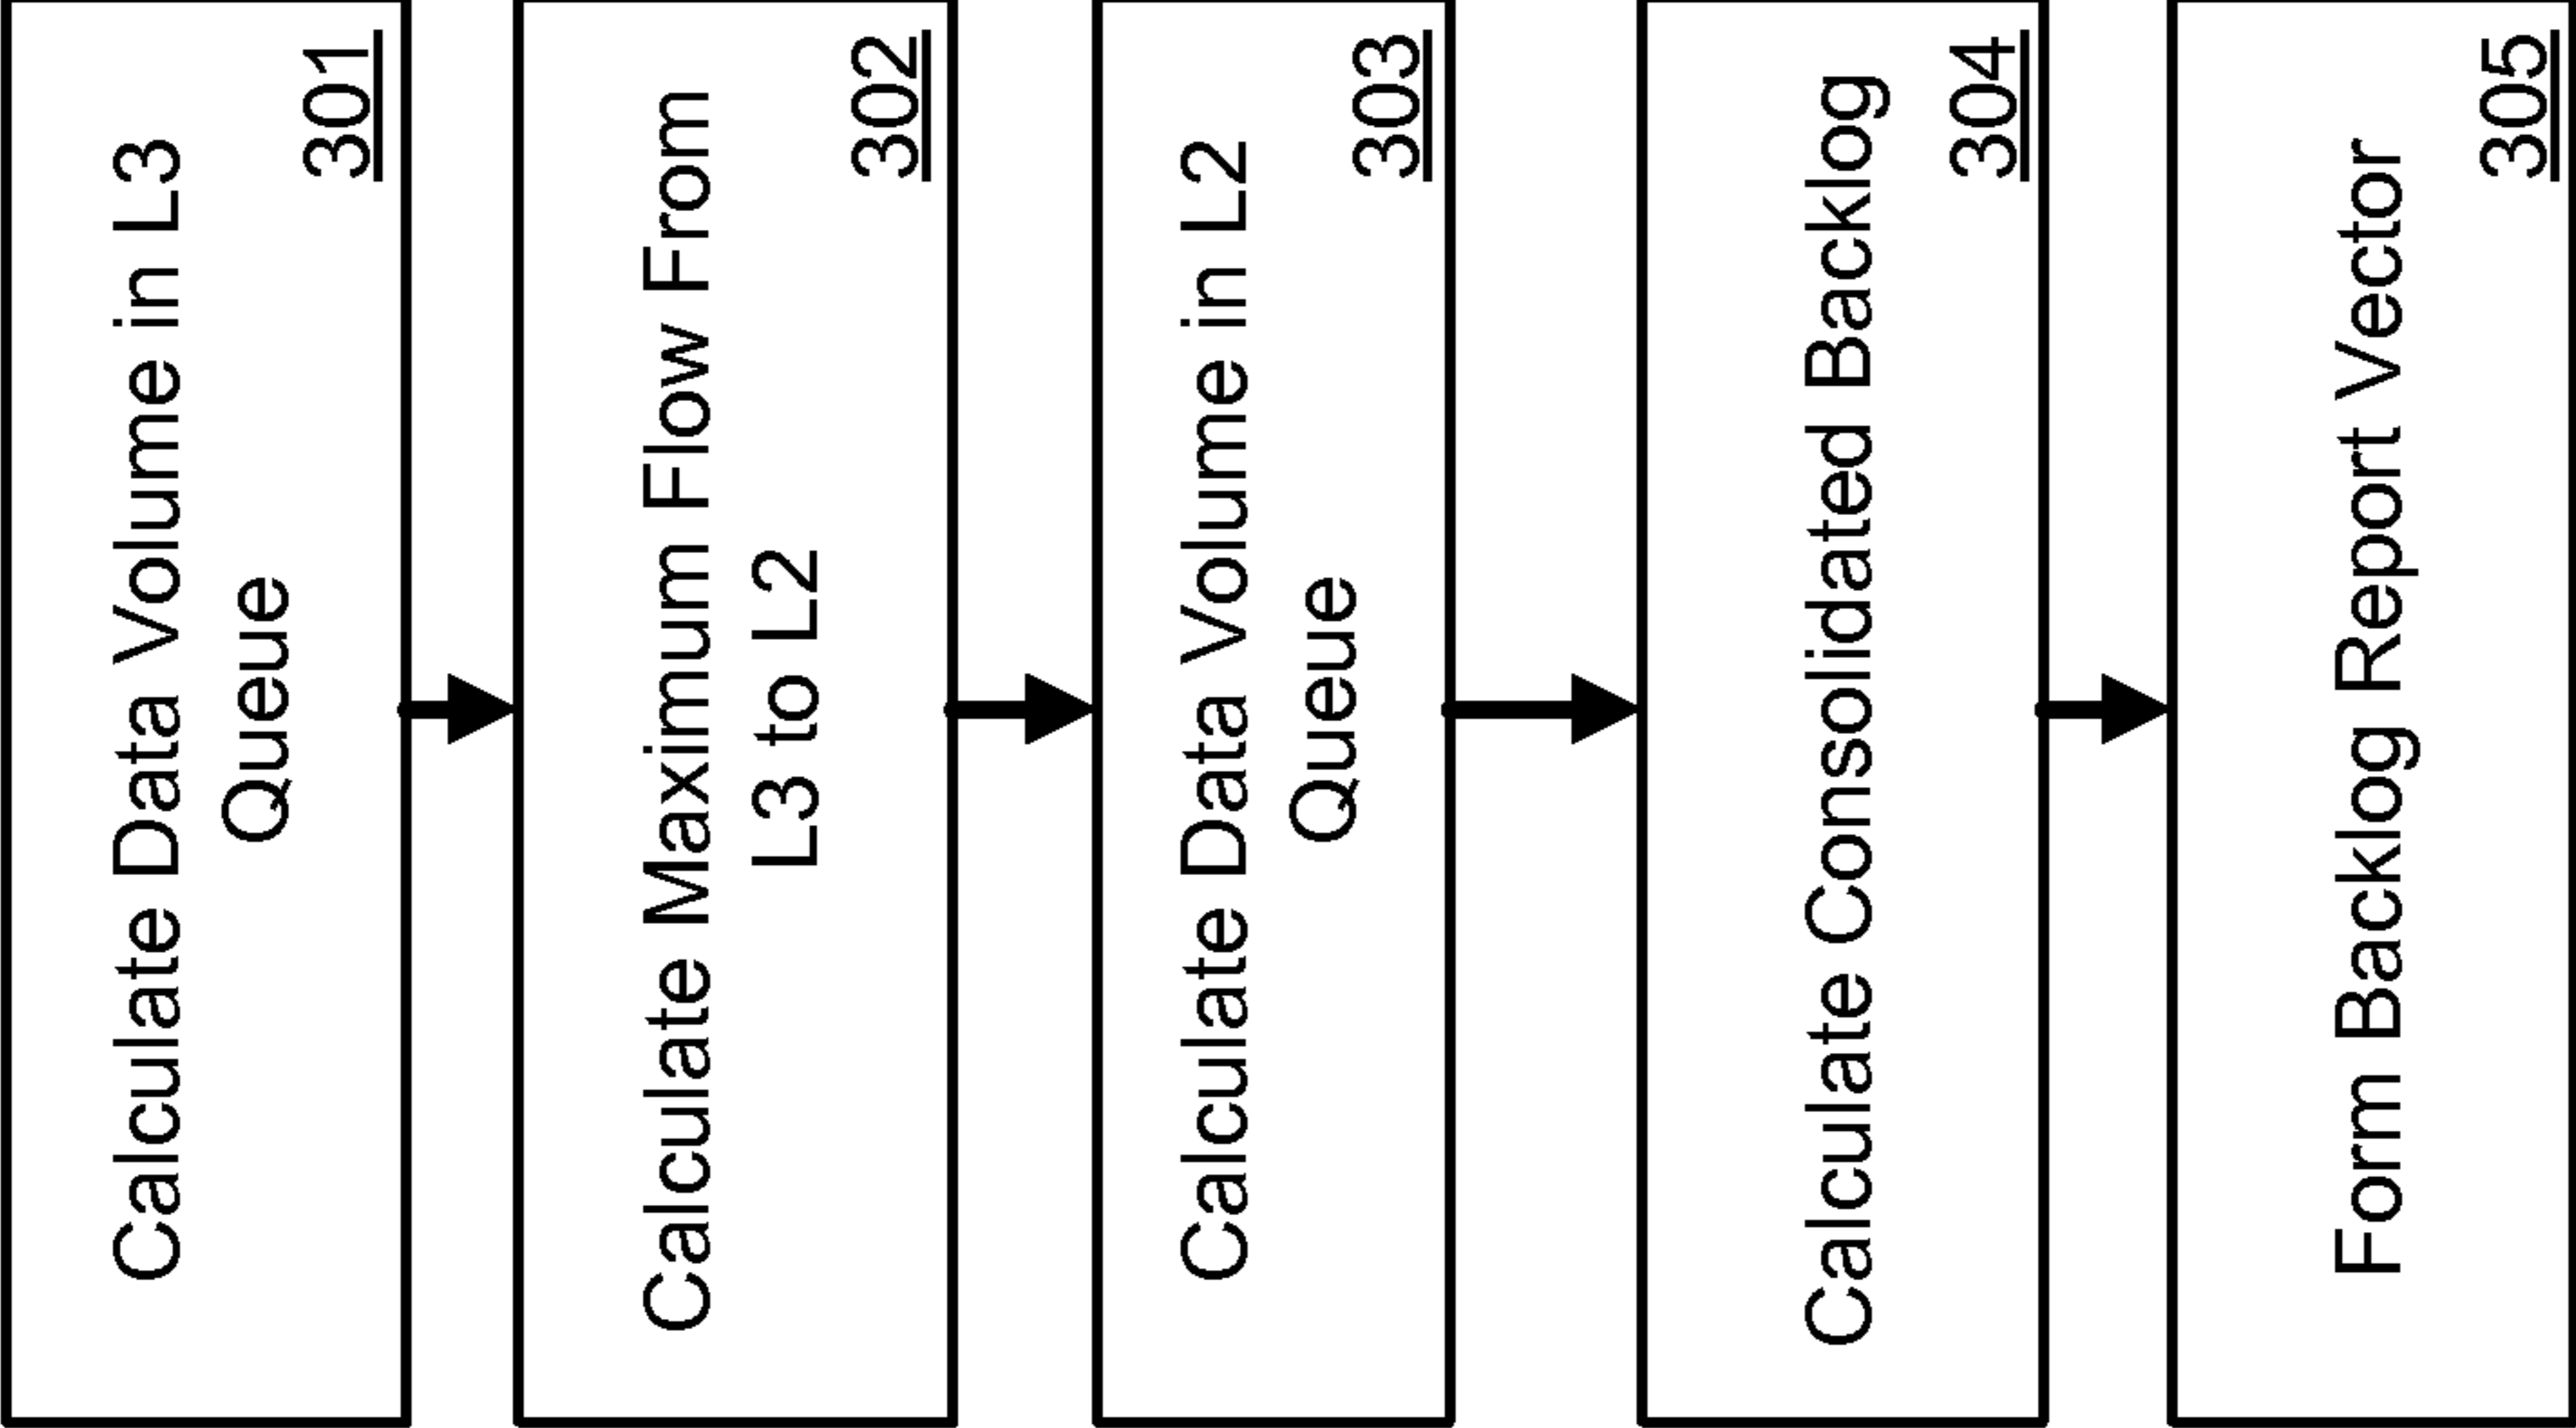 Calculate Data Volume in L3
Queue
301
Calculate Maximum Flow From
L3 to L2
302
Calculate Data Volume in L2
Queue
303
Calculate Consolidated Backlog
304
Form Backlog Report Vector
305